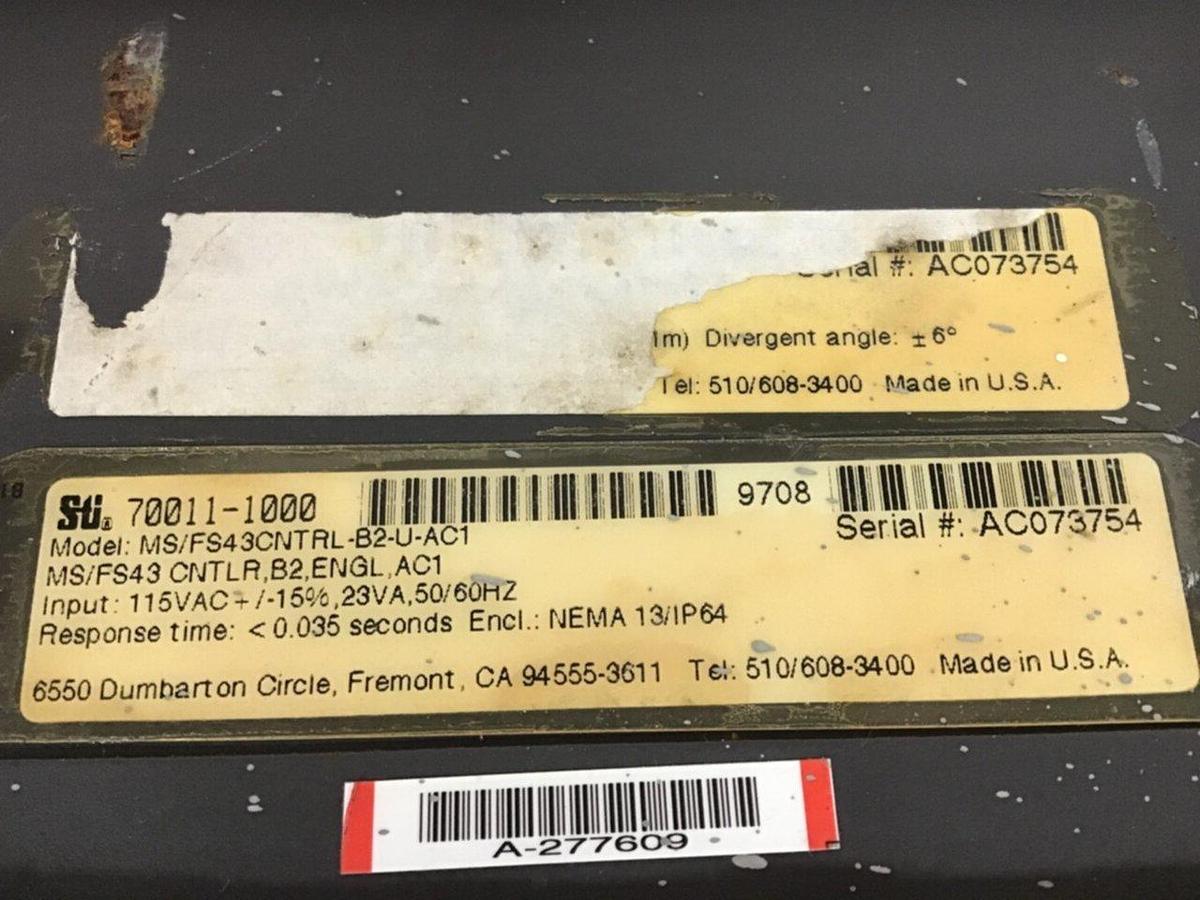 Serial #: AC073754
1m) Divergent angle: ± 6°
Tel: 510/608-3400 Made in U.S.A.
Sti® 70011-1000 9708
Serial #: AC073754
Model: MS/FS43CNTRL-B2-U-AC1
MS/FS43 CNTLR,B2,ENGL,AC1
Input: 115VAC+/-15%,23VA,50/60HZ
Response time: < 0.035 seconds Encl.: NEMA 13/IP64
6550 Dumbarton Circle, Fremont, CA 94555-3611 Tel: 510/608-3400 Made in U.S.A.
A-277609